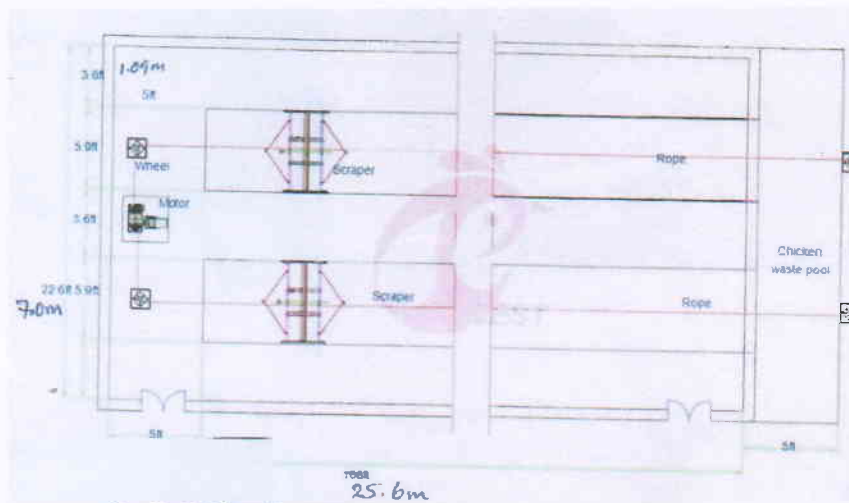 3.6ft
1.09m
5ft
5.9ft
Wheel
Scraper
Rope
Motor
3.6ft
Chicken
waste pool
22.6ft
5.9ft
Scraper
Rope
7.0m
5ft
5ft
25.6m